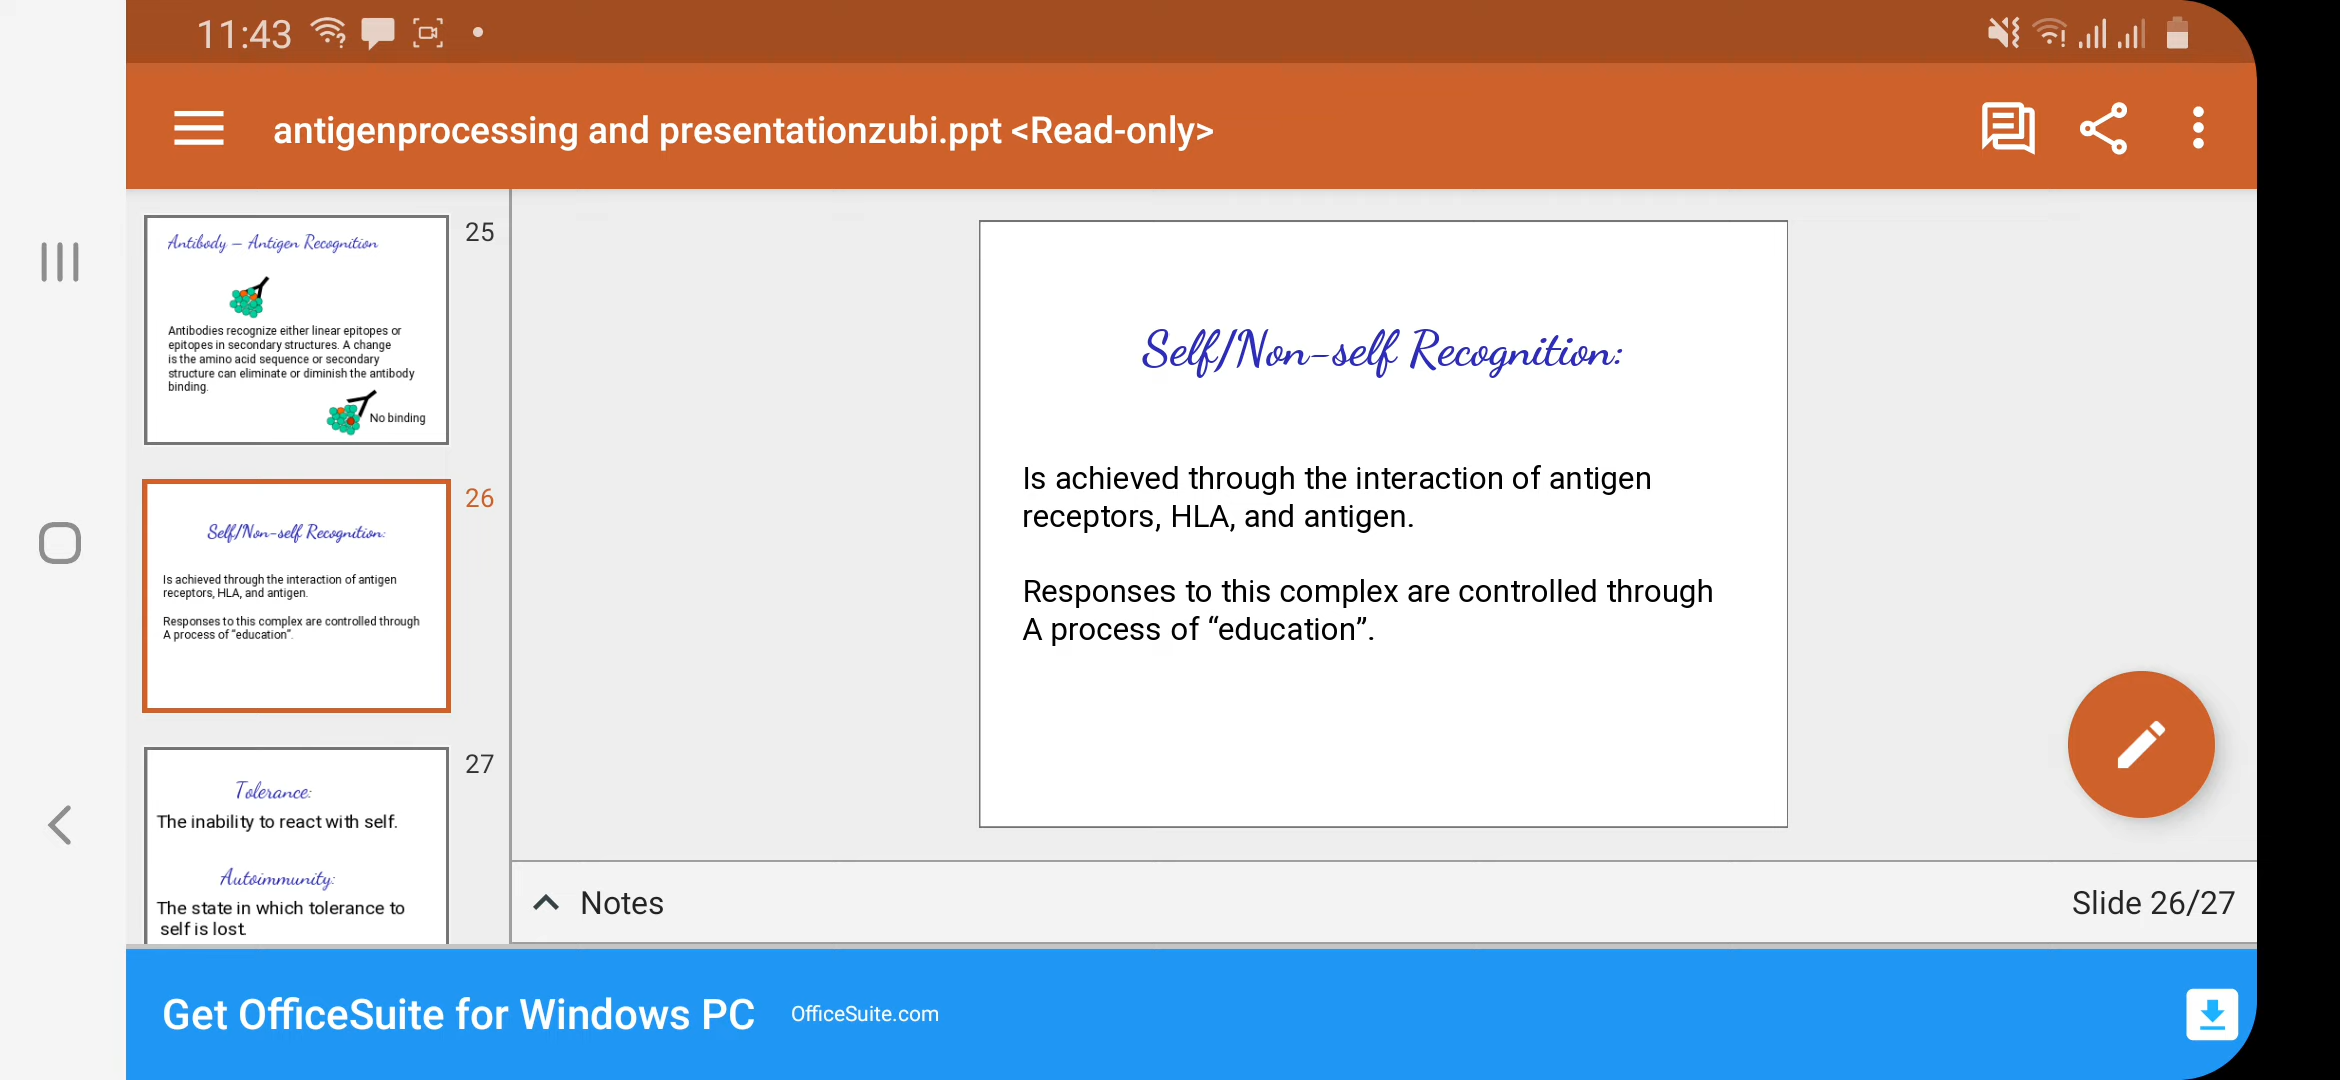 11:43
antigenprocessing and presentationzubi.ppt <Read-only>
25
Antibody – Antigen Recognition
Antibodies recognize either linear epitopes or
epitopes in secondary structures. A change
is the amino acid sequence or secondary
structure can eliminate or diminish the antibody
binding.
No binding
26
Self/Non-self Recognition:
Is achieved through the interaction of antigen
receptors, HLA, and antigen.
Responses to this complex are controlled through
A process of “education”.
27
Tolerance:
The inability to react with self.
Autoimmunity:
The state in which tolerance to
self is lost.
Self/Non-self Recognition:
Is achieved through the interaction of antigen
receptors, HLA, and antigen.
Responses to this complex are controlled through
A process of “education”.
Notes
Slide 26/27
Get OfficeSuite for Windows PC
OfficeSuite.com